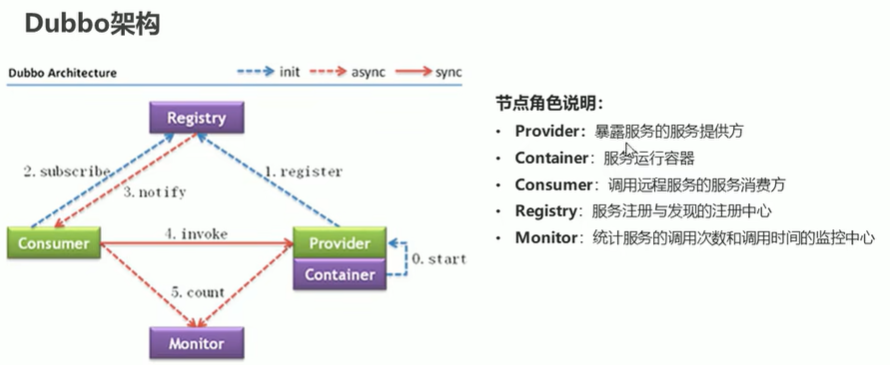 Dubbo架构
Dubbo Architecture
init
async
sync
Registry
2. subscribe
3. notify
1. register
Consumer
4. invoke
Provider
Container
0. start
5. count
Monitor
节点角色说明：
• Provider：暴露服务的服务提供方
• Container：服务运行容器
• Consumer：调用远程服务的服务消费方
• Registry：服务注册与发现的注册中心
• Monitor：统计服务的调用次数和调用时间的监控中心